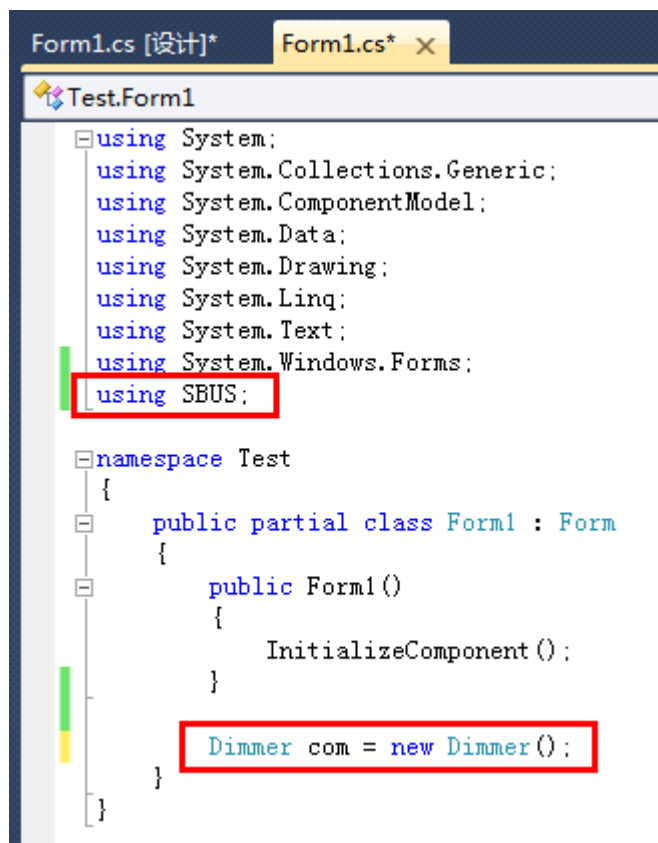 Form1.cs [设计]* Form1.cs*
Test.Form1
using System;
using System.Collections.Generic;
using System.ComponentModel;
using System.Data;
using System.Drawing;
using System.Linq;
using System.Text;
using System.Windows.Forms;
using SBUS;
namespace Test
{
public partial class Form1 : Form
{
public Form1()
{
InitializeComponent();
}
Dimmer com = new Dimmer();
}
}